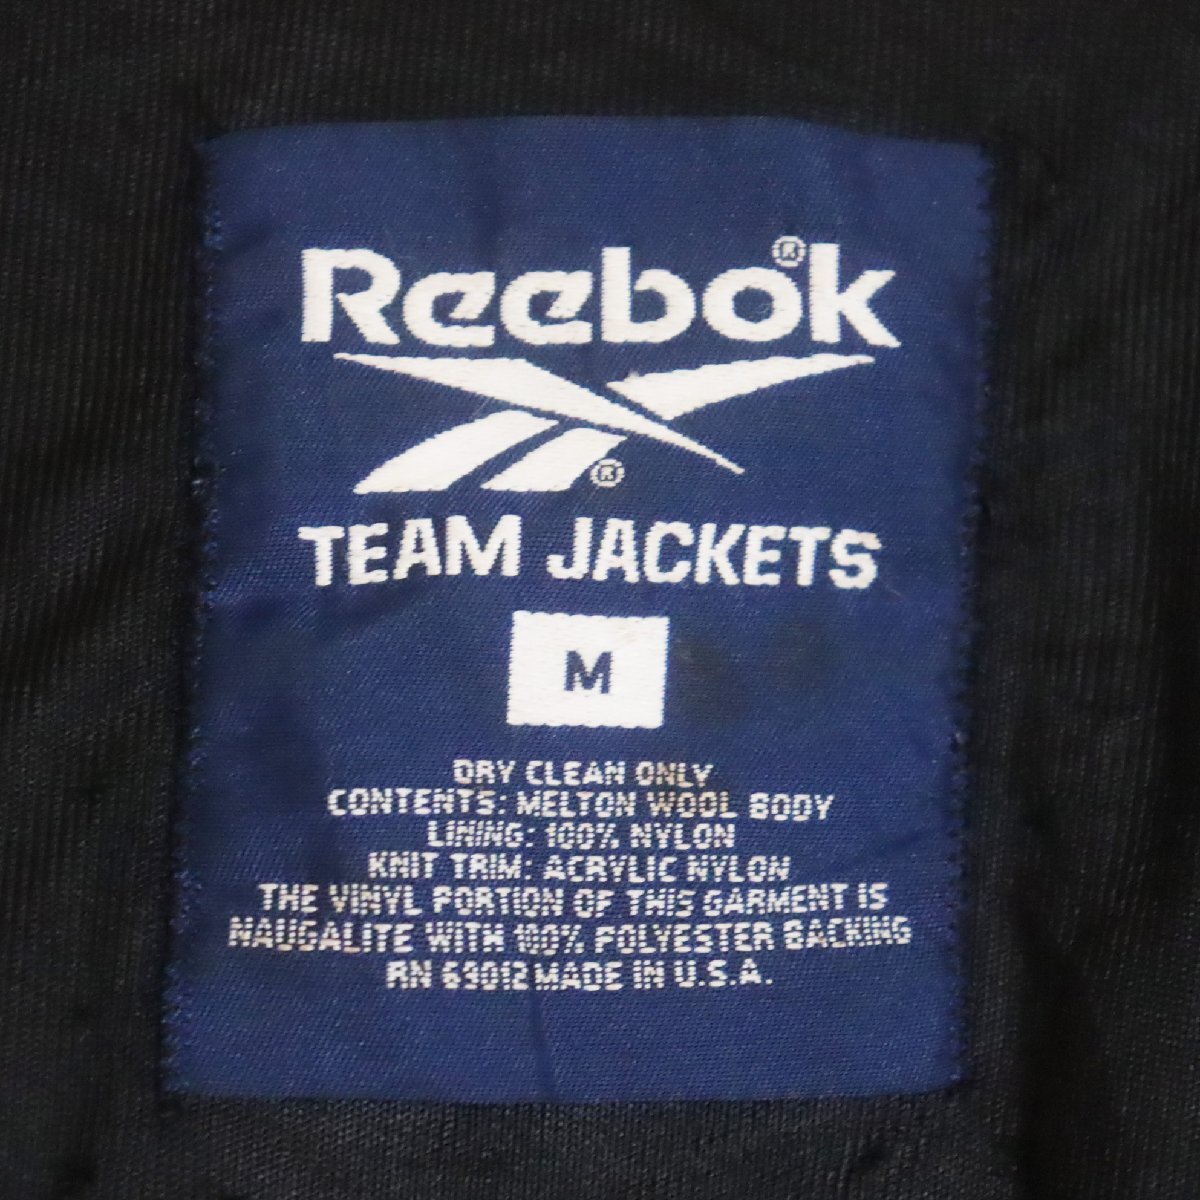 Reebok®
®
TEAM JACKETS
M
DRY CLEAN ONLY
CONTENTS: MELTON WOOL BODY
LINING: 100% NYLON
KNIT TRIM: ACRYLIC NYLON
THE VINYL PORTION OF THIS GARMENT IS
NAUGALITE WITH 100% POLYESTER BACKING
RN 69012 MADE IN U.S.A.